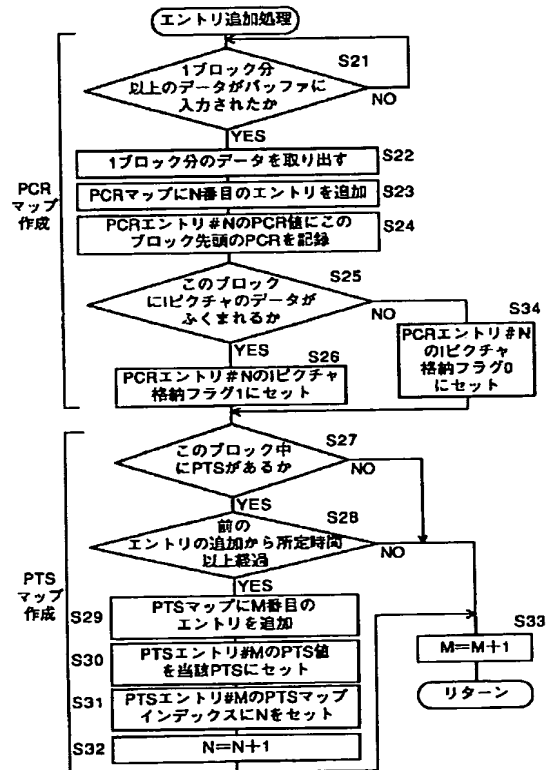 エントリ追加処理
S21
1ブロック分
以上のデータがバッファに
入力されたか
NO
YES
1ブロック分のデータを取り出す
S22
PCRマップにN番目のエントリを追加
S23
PCRエントリ#NのPCR値にこの
ブロック先頭のPCRを記録
S24
PCR
マップ
作成
S25
このブロック
にIピクチャのデータが
ふくまれるか
NO
S34
PCRエントリ#N
のIピクチャ
格納フラグ0
にセット
YES
S26
PCRエントリ#NのIピクチャ
格納フラグ1にセット
S27
このブロック中
にPTSがあるか
NO
YES
S28
前の
エントリの追加から所定時間
以上経過
NO
YES
PTS
マップ
作成
S29
PTSマップにM番目の
エントリを追加
S30
PTSエントリ#MのPTS値
を当該PTSにセット
S31
PTSエントリ#MのPTSマップ
インデックスにNをセット
S32
N=N+1
S33
M=M+1
リターン